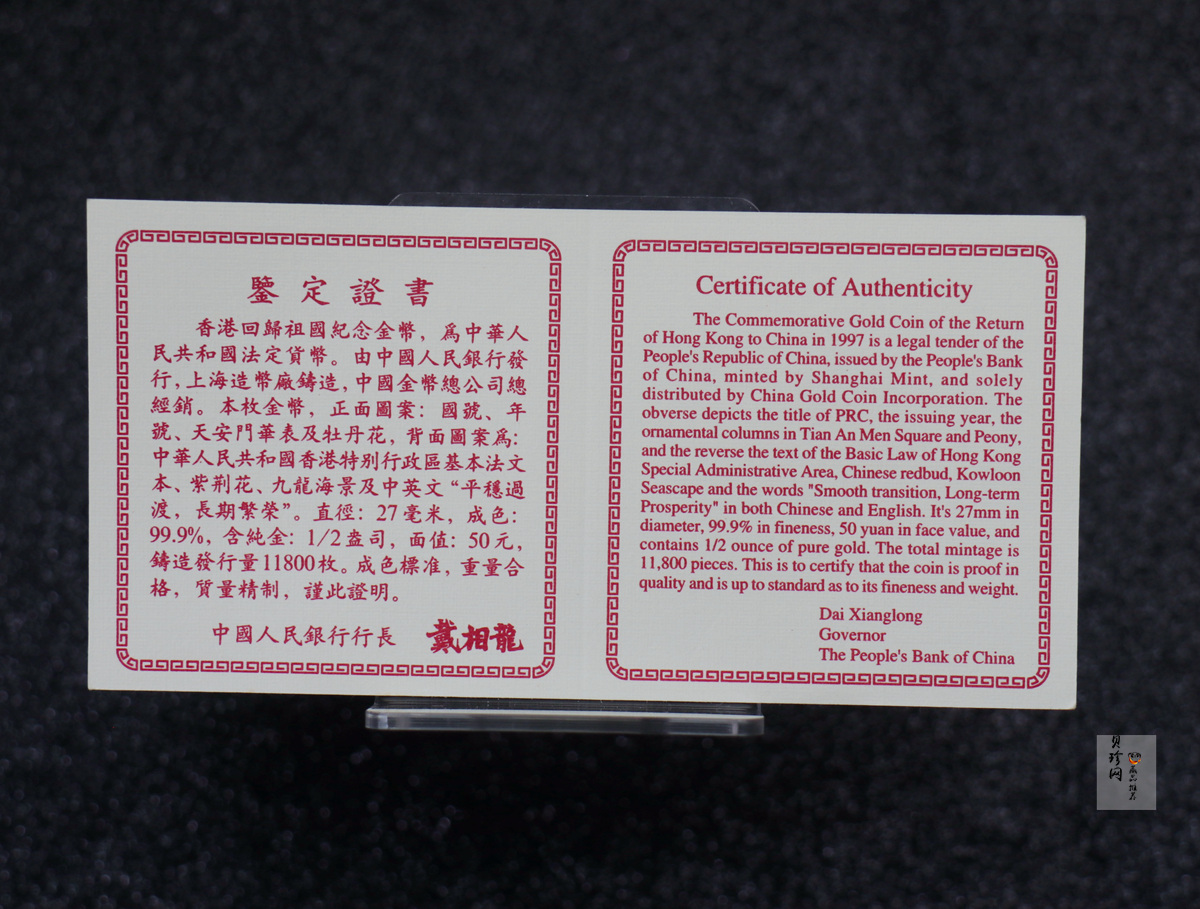 鑒定證書
香港回歸祖國紀念金幣，爲中華人
民共和國法定貨幣。由中國人民銀行發
行，上海造幣廠鑄造，中國金幣總公司總
經銷。本枚金幣，正面圖案：國號、年
號、天安門華表及牡丹花，背面圖案爲：
中華人民共和國香港特别行政區基本法文
本、紫荆花、九龍海景及中英文“平穩過
渡，長期繁榮”。直徑：27毫米，成色：
99.9%，含純金：1/2盎司，面值：50元，
鑄造發行量11800枚。成色標准，重量合
格，質量精制，謹此證明。
中國人民銀行行長 戴相龍
Certificate of Authenticity
The Commemorative Gold Coin of the Return
of Hong Kong to China in 1997 is a legal tender of the
People's Republic of China, issued by the People's Bank
of China, minted by Shanghai Mint, and solely
distributed by China Gold Coin Incorporation. The
obverse depicts the title of PRC, the issuing year, the
ornamental columns in Tian An Men Square and Peony,
and the reverse the text of the Basic Law of Hong Kong
Special Administrative Area, Chinese redbud, Kowloon
Seascape and the words "Smooth transition, Long-term
Prosperity" in both Chinese and English. It's 27mm in
diameter, 99.9% in fineness, 50 yuan in face value, and
contains 1/2 ounce of pure gold. The total mintage is
11,800 pieces. This is to certify that the coin is proof in
quality and is up to standard as to its fineness and weight.
Dai Xianglong
Governor
The People's Bank of China
贝珍网